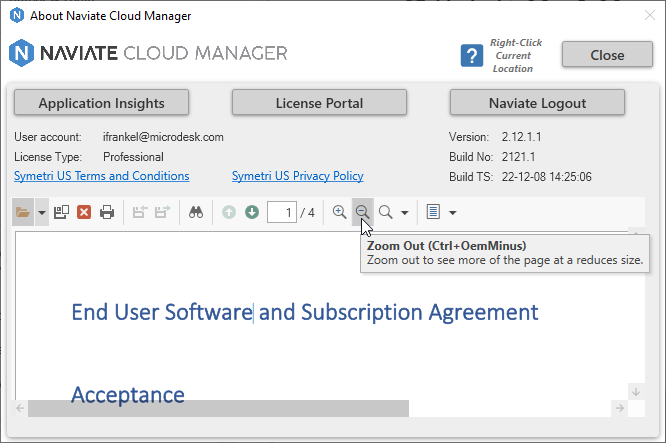 About Naviate Cloud Manager
NAVIATE CLOUD MANAGER
?
Right-Click
Current
Location
Close
Application Insights
License Portal
Naviate Logout
User account: ifrankel@microdesk.com
Version: 2.12.1.1
License Type: Professional
Build No: 2121.1
Symetri US Terms and Conditions
Symetri US Privacy Policy
Build TS: 22-12-08 14:25:06
1 / 4
Zoom Out (Ctrl+OemMinus)
Zoom out to see more of the page at a reduces size.
End User Software and Subscription Agreement
Acceptance